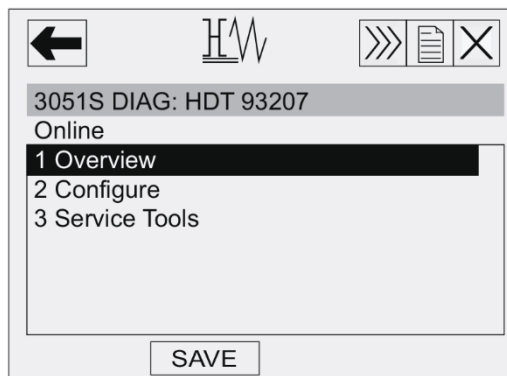 3051S DIAG: HDT 93207
Online
1 Overview
2 Configure
3 Service Tools
SAVE